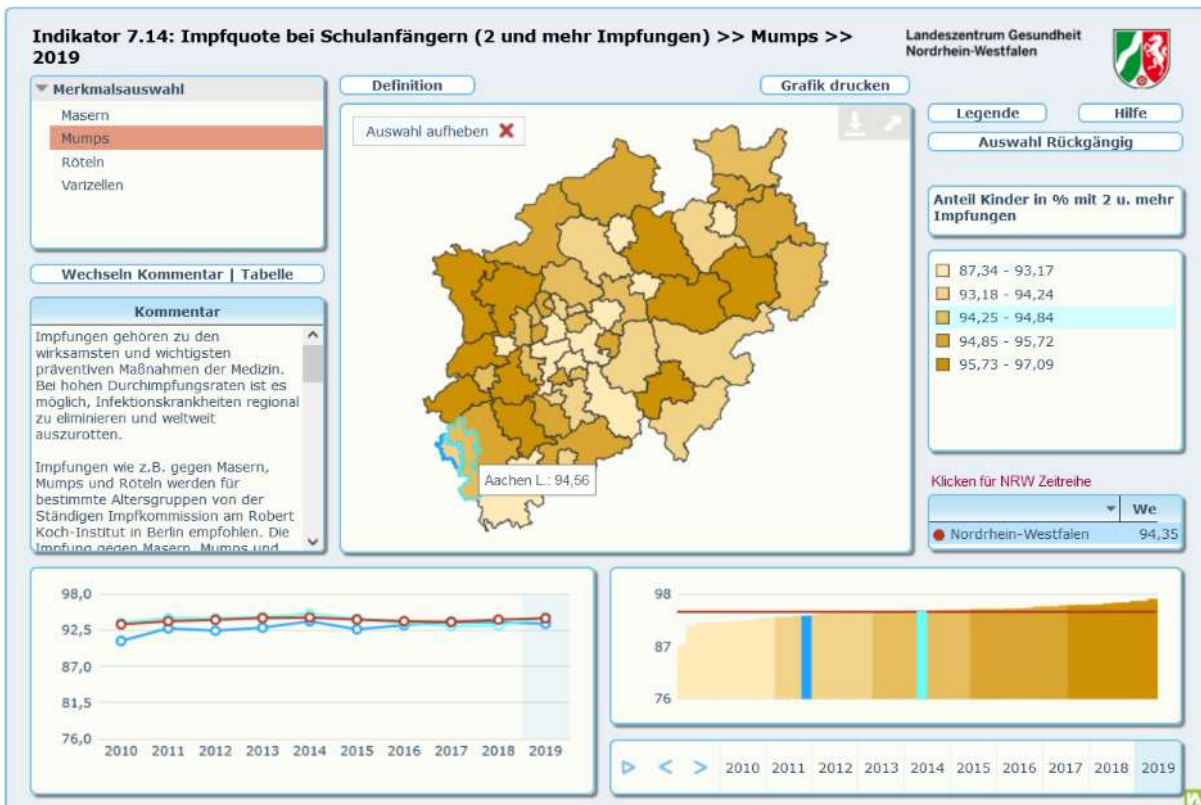 Indikator 7.14: Impfquote bei Schulanfängern (2 und mehr Impfungen) >> Mumps >>
2019
Landeszentrum Gesundheit
Nordrhein-Westfalen
Merkmalsauswahl
Masern
Mumps
Röteln
Varizellen
Wechseln Kommentar | Tabelle
Kommentar
Impfungen gehören zu den
wirksamsten und wichtigsten
präventiven Maßnahmen der Medizin.
Bei hohen Durchimpfungsraten ist es
möglich, Infektionskrankheiten regional
zu eliminieren und weltweit
auszurotten.
Impfungen wie z.B. gegen Masern,
Mumps und Röteln werden für
bestimmte Altersgruppen von der
Ständigen Impfkommission am Robert
Koch-Institut in Berlin empfohlen. Die
Impfung gegen Masern, Mumps und
Definition
Grafik drucken
Auswahl aufheben
Aachen L.: 94,56
Legende
Hilfe
Auswahl Rückgängig
Anteil Kinder in % mit 2 u. mehr
Impfungen
87,34 - 93,17
93,18 - 94,24
94,25 - 94,84
94,85 - 95,72
95,73 - 97,09
Klicken für NRW Zeitreihe
We
Nordrhein-Westfalen 94,35
98,0
92,5
87,0
81,5
76,0
2010 2011 2012 2013 2014 2015 2016 2017 2018 2019
98
87
76
2010 2011 2012 2013 2014 2015 2016 2017 2018 2019